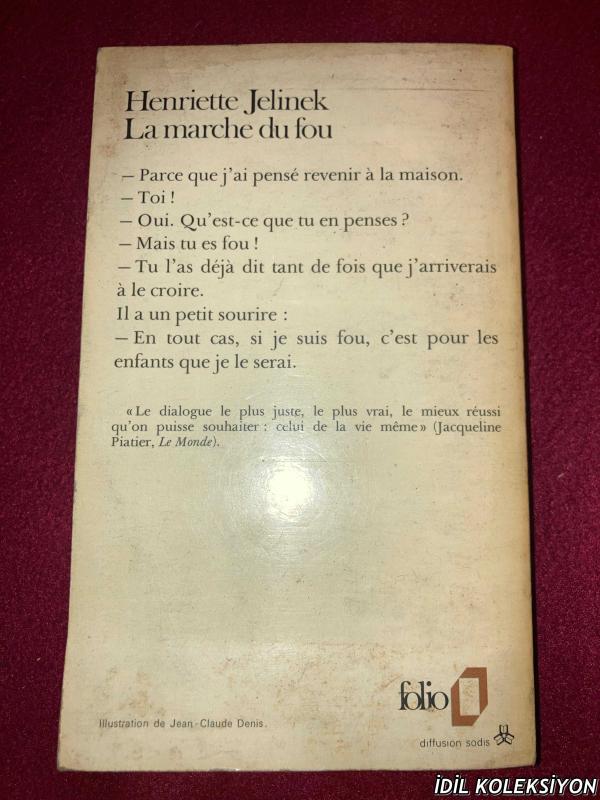 Henriette Jelinek
La marche du fou
— Parce que j'ai pensé revenir à la maison.
— Toi !
— Oui. Qu'est-ce que tu en penses ?
— Mais tu es fou !
— Tu l'as déjà dit tant de fois que j'arriverais
à le croire.
Il a un petit sourire :
— En tout cas, si je suis fou, c'est pour les
enfants que je le serai.
« Le dialogue le plus juste, le plus vrai, le mieux réussi
qu'on puisse souhaiter : celui de la vie même » (Jacqueline
Piatier, Le Monde).
folio
Illustration de Jean-Claude Denis.
diffusion sodis
İDİL KOLEKSİYON